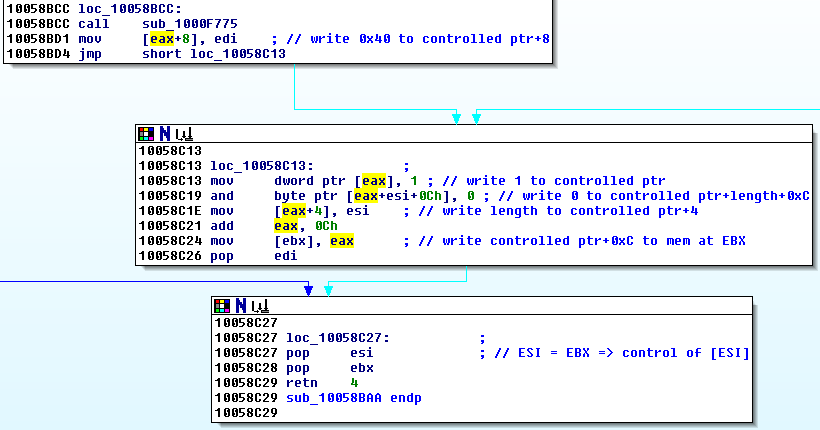 10058BCC loc_10058BCC:
10058BCC call sub_1000F775
10058BD1 mov [eax+8], edi ; // write 0x40 to controlled ptr+8
10058BD4 jmp short loc_10058C13
10058C13
10058C13 loc_10058C13: ;
10058C13 mov dword ptr [eax], 1 ; // write 1 to controlled ptr
10058C19 and byte ptr [eax+esi+0Ch], 0 ; // write 0 to controlled ptr+length+0xC
10058C1E mov [eax+4], esi ; // write length to controlled ptr+4
10058C21 add eax, 0Ch
10058C24 mov [ebx], eax ; // write controlled ptr+0xC to mem at EBX
10058C26 pop edi
10058C27
10058C27 loc_10058C27: ;
10058C27 pop esi ; // ESI = EBX => control of [ESI]
10058C28 pop ebx
10058C29 retn 4
10058C29 sub_10058BAA endp
10058C29